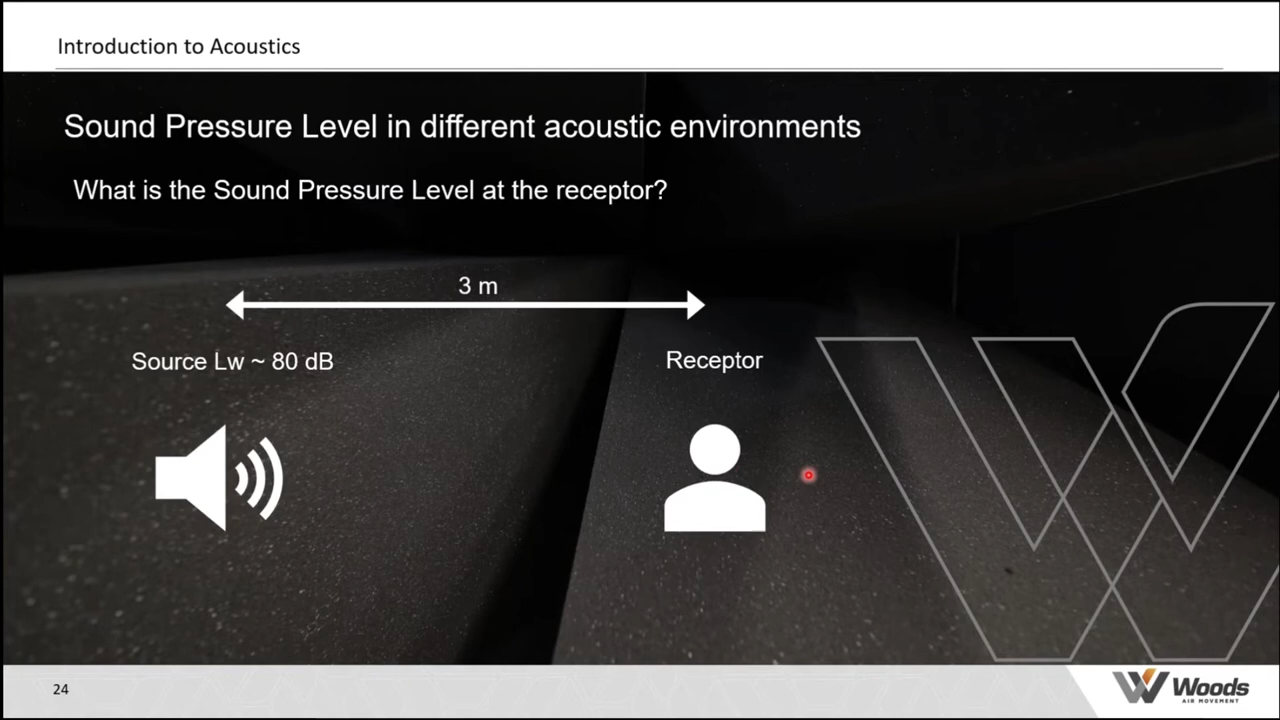 Introduction to Acoustics
Sound Pressure Level in different acoustic environments
What is the Sound Pressure Level at the receptor?
3 m
Source Lw ~ 80 dB
Receptor
24
Woods
AIR MOVEMENT